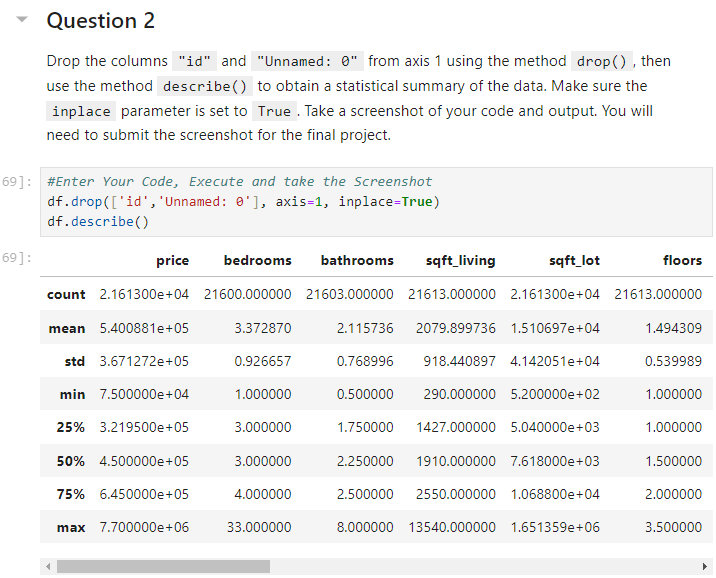 Question 2
Drop the columns "id" and "Unnamed: 0" from axis 1 using the method drop() , then
use the method describe() to obtain a statistical summary of the data. Make sure the
inplace parameter is set to True . Take a screenshot of your code and output. You will
need to submit the screenshot for the final project.
69]: #Enter Your Code, Execute and take the Screenshot
df.drop(['id','Unnamed: 0'], axis=1, inplace=True)
df.describe()
69]:
price bedrooms bathrooms sqft_living sqft_lot floors
count 2.161300e+04 21600.000000 21603.000000 21613.000000 2.161300e+04 21613.000000
mean 5.400881e+05 3.372870 2.115736 2079.899736 1.510697e+04 1.494309
std 3.671272e+05 0.926657 0.768996 918.440897 4.142051e+04 0.539989
min 7.500000e+04 1.000000 0.500000 290.000000 5.200000e+02 1.000000
25% 3.219500e+05 3.000000 1.750000 1427.000000 5.040000e+03 1.000000
50% 4.500000e+05 3.000000 2.250000 1910.000000 7.618000e+03 1.500000
75% 6.450000e+05 4.000000 2.500000 2550.000000 1.068800e+04 2.000000
max 7.700000e+06 33.000000 8.000000 13540.000000 1.651359e+06 3.500000